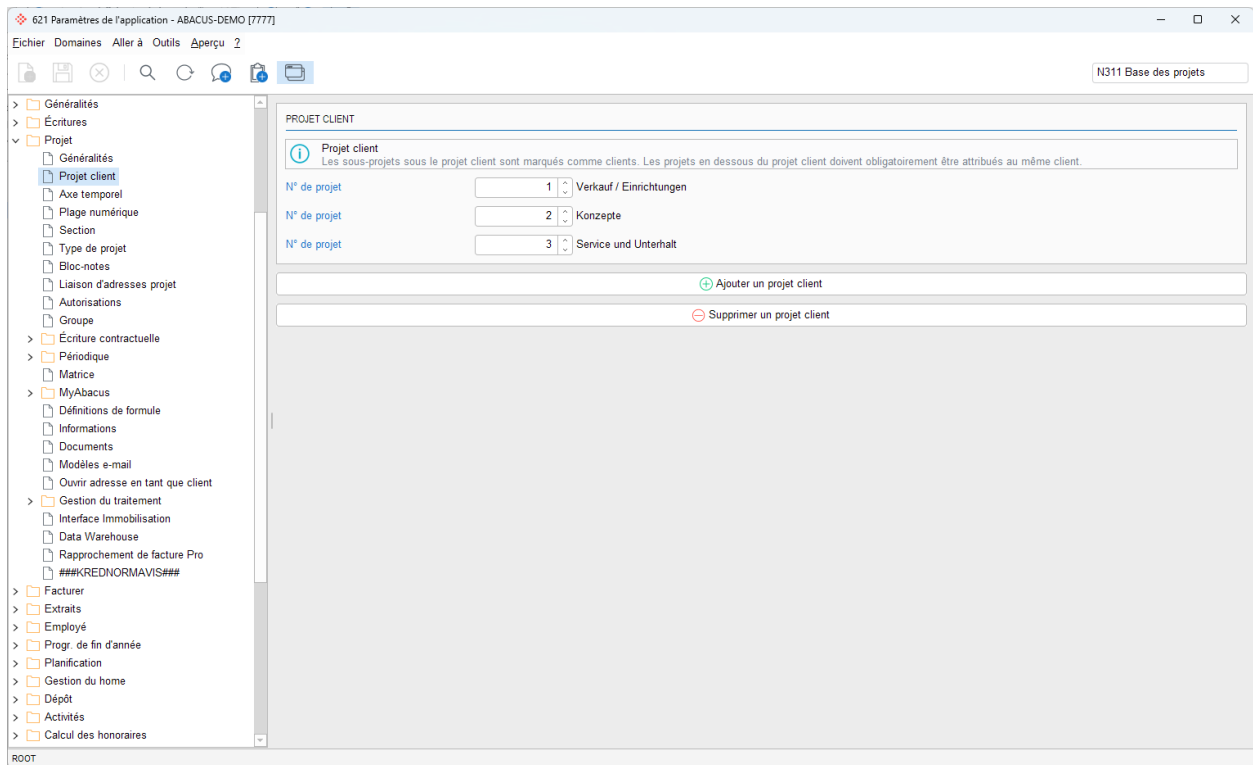 621 Paramètres de l'application - ABACUS-DEMO [7777]
Fichier Domaines Aller à Outils Aperçu ?
N311 Base des projets
Généralités
Écritures
Projet
Généralités
Projet client
Axe temporel
Plage numérique
Section
Type de projet
Bloc-notes
Liaison d'adresses projet
Autorisations
Groupe
Écriture contractuelle
Périodique
Matrice
MyAbacus
Définitions de formule
Informations
Documents
Modèles e-mail
Ouvrir adresse en tant que client
Gestion du traitement
Interface Immobilisation
Data Warehouse
Rapprochement de facture Pro
###KREDNORMAVIS###
Facturer
Extraits
Employé
Progr. de fin d'année
Planification
Gestion du home
Dépôt
Activités
Calcul des honoraires
PROJET CLIENT
Projet client
Les sous-projets sous le projet client sont marqués comme clients. Les projets en dessous du projet client doivent obligatoirement être attribués au même client.
N° de projet 1 Verkauf / Einrichtungen
N° de projet 2 Konzepte
N° de projet 3 Service und Unterhalt
Ajouter un projet client
Supprimer un projet client
ROOT